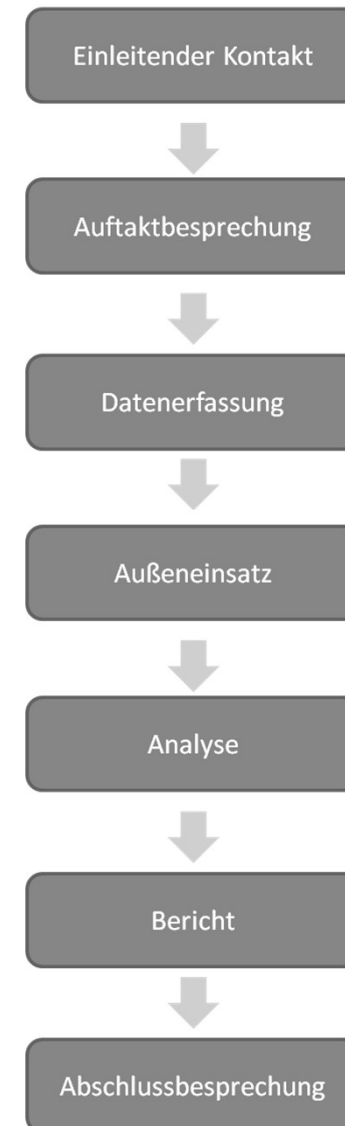 Einleitender Kontakt
Auftaktbesprechung
Datenerfassung
Außeneinsatz
Analyse
Bericht
Abschlussbesprechung